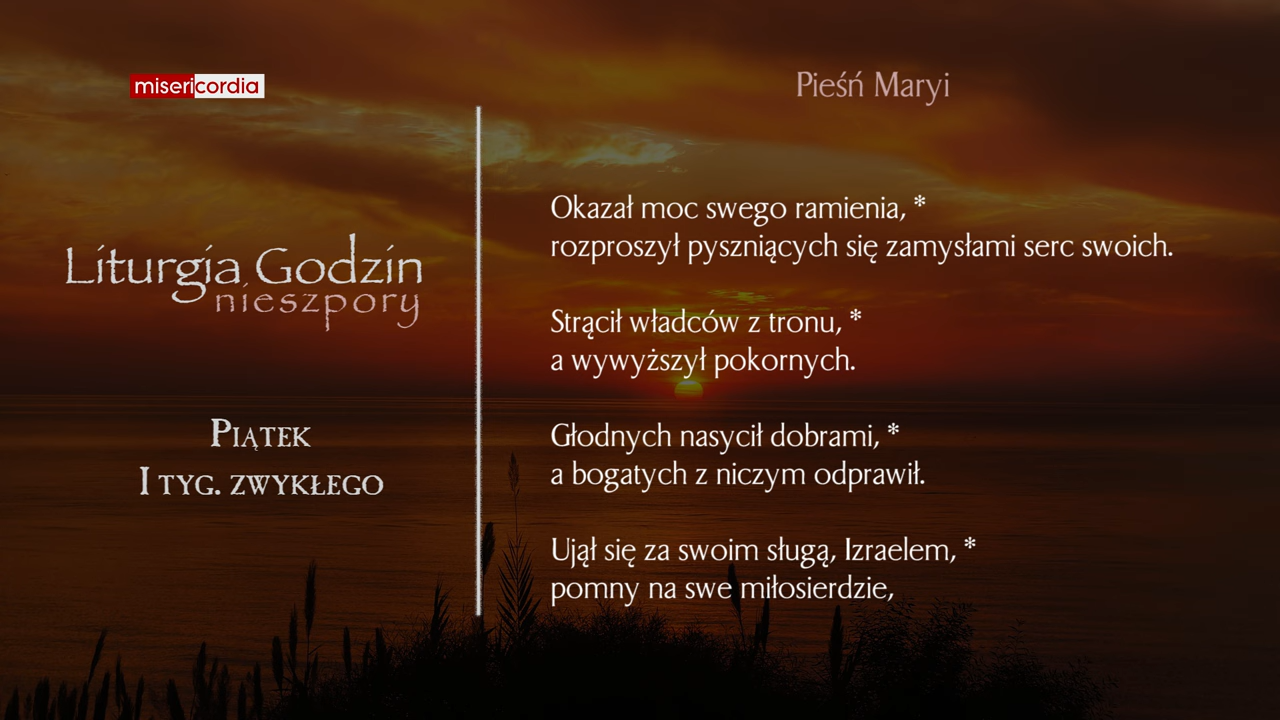 misericordia
Pieśń Maryi
Liturgia Godzin
nieszpory
Piątek
I tyg. zwykłego
Okazał moc swego ramienia, *
rozproszył pyszniących się zamysłami serc swoich.
Strącił władców z tronu, *
a wywyższył pokornych.
Głodnych nasycił dobrami, *
a bogatych z niczym odprawił.
Ujął się za swoim sługą, Izraelem, *
pomny na swe miłosierdzie,